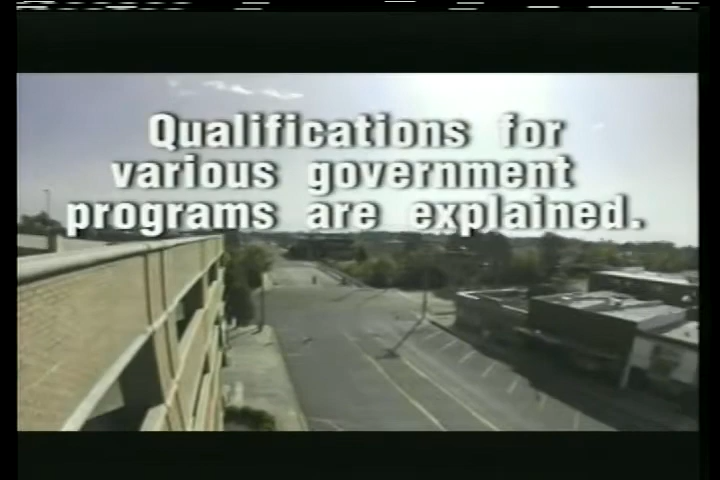 Qualifications for
various government
programs are explained.